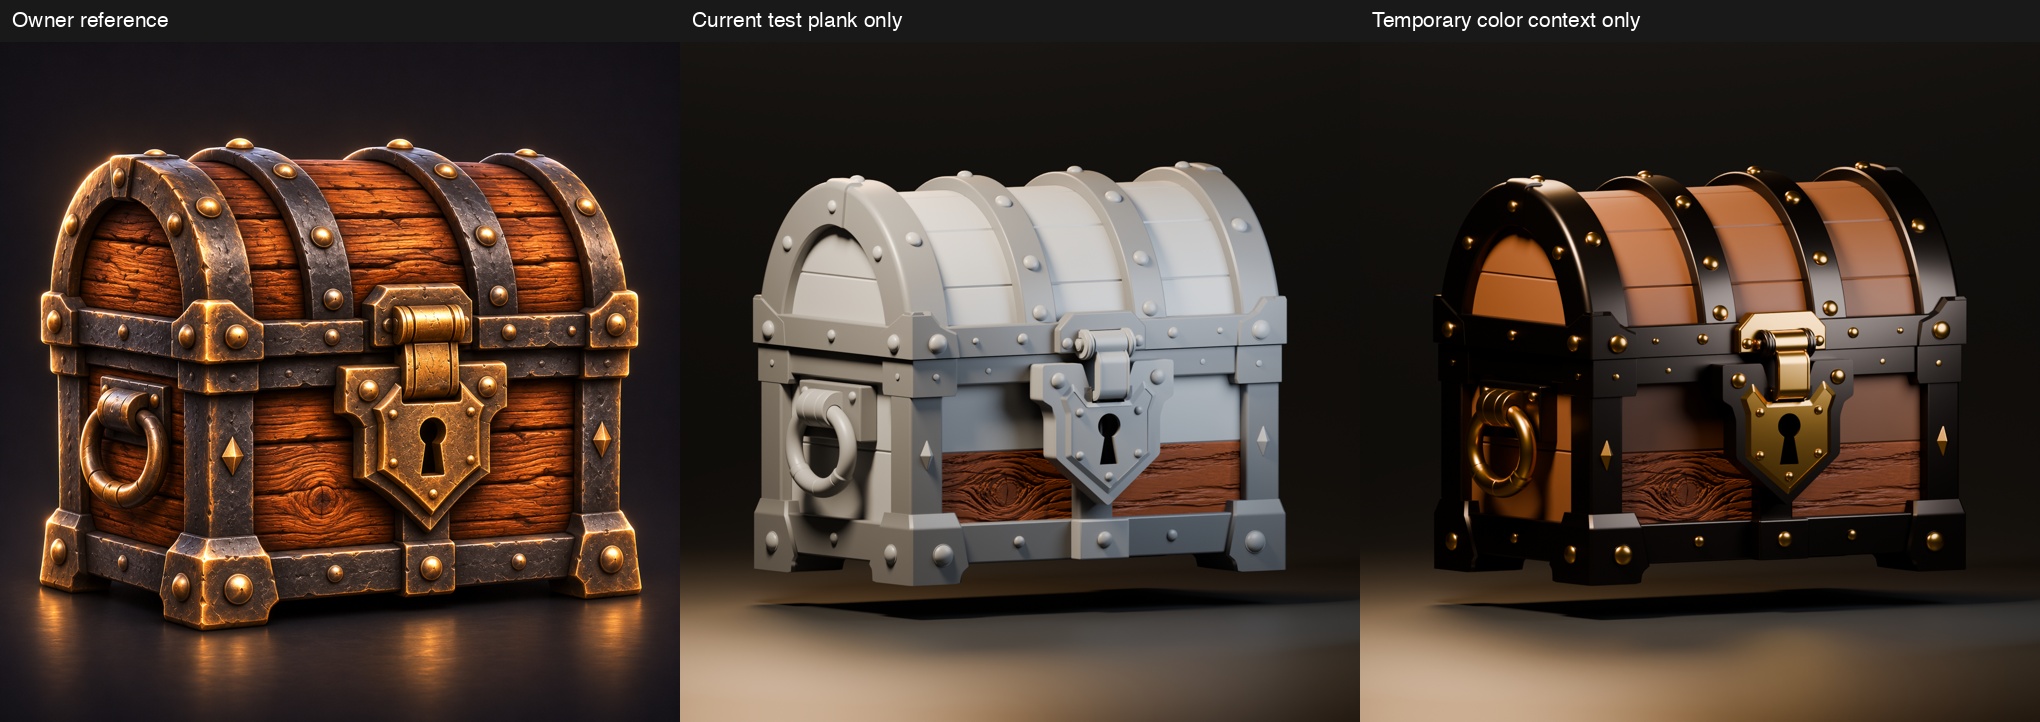 Owner reference
Current test plank only
Temporary color context only